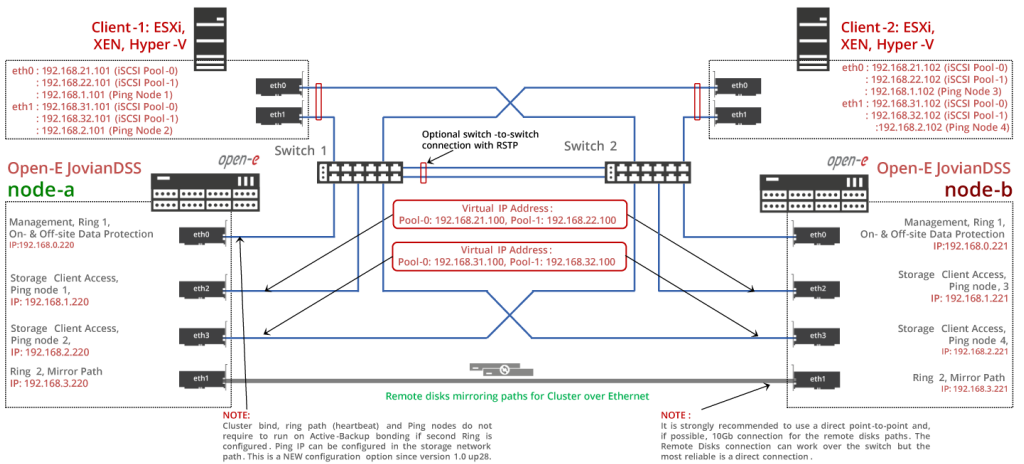 Client-1: ESXi,
XEN, Hyper-V
eth0 : 192.168.21.101 (iSCSI Pool-0)
: 192.168.22.101 (iSCSI Pool-1)
: 192.168.1.101 (Ping Node 1)
eth1 : 192.168.31.101 (iSCSI Pool-0)
: 192.168.32.101 (iSCSI Pool-1)
: 192.168.2.101 (Ping Node 2)
eth0
eth1
Client-2: ESXi,
XEN, Hyper-V
eth0 : 192.168.21.102 (iSCSI Pool-0)
: 192.168.22.102 (iSCSI Pool-1)
: 192.168.1.102 (Ping Node 3)
eth1 : 192.168.31.102 (iSCSI Pool-0)
: 192.168.32.102 (iSCSI Pool-1)
:192.168.2.102 (Ping Node 4)
eth0
eth1
Switch 1
Optional switch -to-switch
connection with RSTP
Switch 2
open-e
Open-E JovianDSS
node-a
open-e
Open-E JovianDSS
node-b
Virtual IP Address:
Pool-0: 192.168.21.100, Pool-1: 192.168.22.100
Virtual IP Address:
Pool-0: 192.168.31.100, Pool-1: 192.168.32.100
Management, Ring 1,
On- & Off-site Data Protection
IP:192.168.0.220
eth0
Storage Client Access,
Ping node 1,
IP: 192.168.1.220
eth2
Storage Client Access,
Ping node 2,
IP: 192.168.2.220
eth3
Ring 2, Mirror Path
IP: 192.168.3.220
eth1
eth0
Management, Ring 1,
On- & Off-site Data Protection
IP:192.168.0.221
eth2
Storage Client Access,
Ping node, 3
IP: 192.168.1.221
eth3
Storage Client Access,
Ping node 4,
IP: 192.168.2.221
eth1
Ring 2, Mirror Path
IP: 192.168.3.221
Remote disks mirroring paths for Cluster over Ethernet
NOTE:
Cluster bind, ring path (heartbeat) and Ping nodes do not
require to run on Active-Backup bonding if second Ring is
configured. Ping IP can be configured in the storage network
path. This is a NEW configuration option since version 1.0 up28.
NOTE :
It is strongly recommended to use a direct point-to-point and,
if possible, 10Gb connection for the remote disks paths. The
Remote Disks connection can work over the switch but the
most reliable is a direct connection .